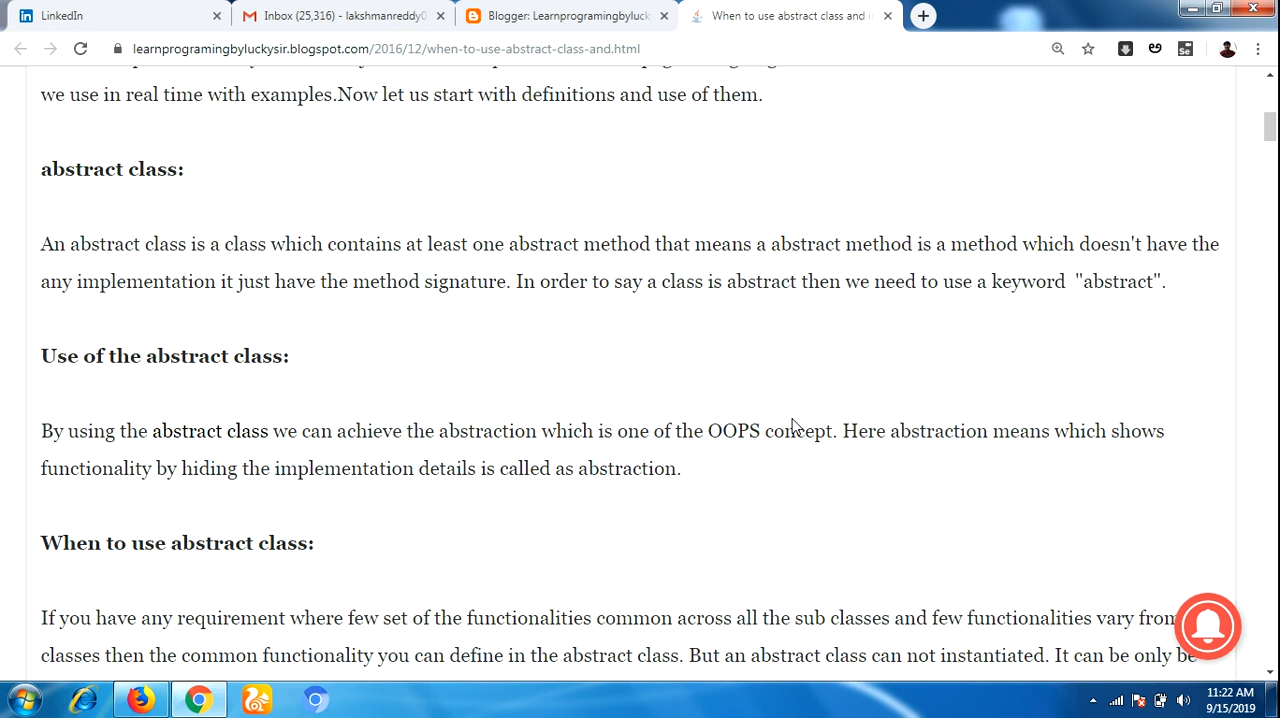 LinkedIn
Inbox (25,316) - lakshmanreddy0
Blogger: Learnprogramingbyluck
When to use abstract class and
learnprogramingbyluckysir.blogspot.com/2016/12/when-to-use-abstract-class-and.html
we use in real time with examples.Now let us start with definitions and use of them.
abstract class:
An abstract class is a class which contains at least one abstract method that means a abstract method is a method which doesn't have the
any implementation it just have the method signature. In order to say a class is abstract then we need to use a keyword "abstract".
Use of the abstract class:
By using the abstract class we can achieve the abstraction which is one of the OOPS concept. Here abstraction means which shows
functionality by hiding the implementation details is called as abstraction.
When to use abstract class:
If you have any requirement where few set of the functionalities common across all the sub classes and few functionalities vary from
classes then the common functionality you can define in the abstract class. But an abstract class can not instantiated. It can be only be
Se
11:22 AM
9/15/2019